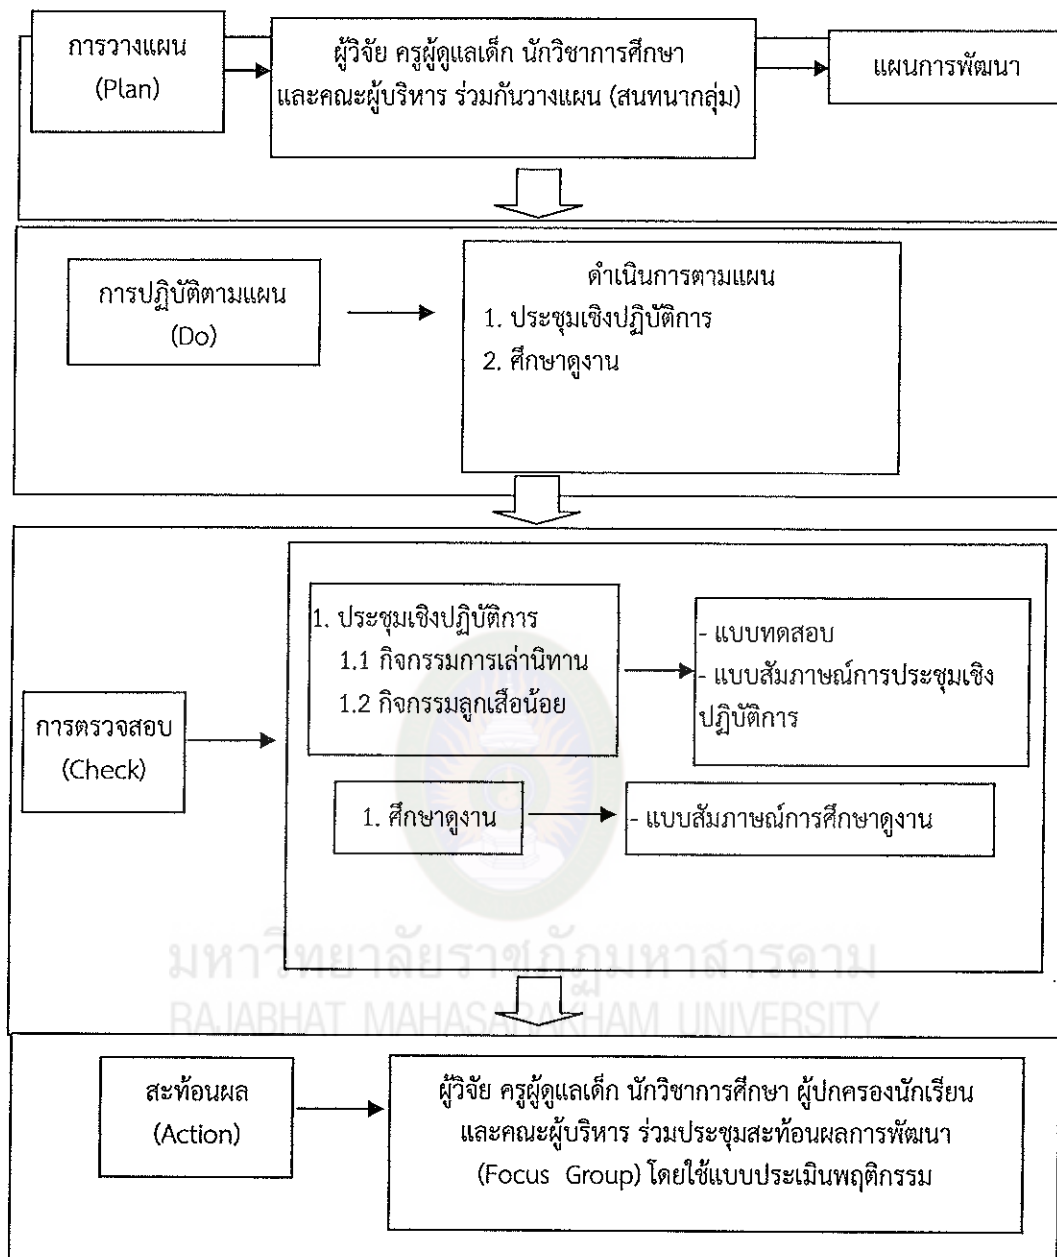 การวางแผน
(Plan)
ผู้วิจัย ครูผู้ดูแลเด็ก นักวิชาการศึกษา
และคณะผู้บริหาร ร่วมกันวางแผน (สนทนากลุ่ม)
แผนการพัฒนา
การปฏิบัติตามแผน
(Do)
ดำเนินการตามแผน
1. ประชุมเชิงปฏิบัติการ
2. ศึกษาดูงาน
การตรวจสอบ
(Check)
1. ประชุมเชิงปฏิบัติการ
1.1 กิจกรรมการเล่านิทาน
1.2 กิจกรรมลูกเสือน้อย
- แบบทดสอบ
- แบบสัมภาษณ์การประชุมเชิง
ปฏิบัติการ
1. ศึกษาดูงาน
- แบบสัมภาษณ์การศึกษาดูงาน
มหาวิทยาลัยราชภัฏมหาสารคาม
RAJABHAT MAHASARAKHAM UNIVERSITY
สะท้อนผล
(Action)
ผู้วิจัย ครูผู้ดูแลเด็ก นักวิชาการศึกษา ผู้ปกครองนักเรียน
และคณะผู้บริหาร ร่วมประชุมสะท้อนผลการพัฒนา
(Focus Group) โดยใช้แบบประเมินพฤติกรรม